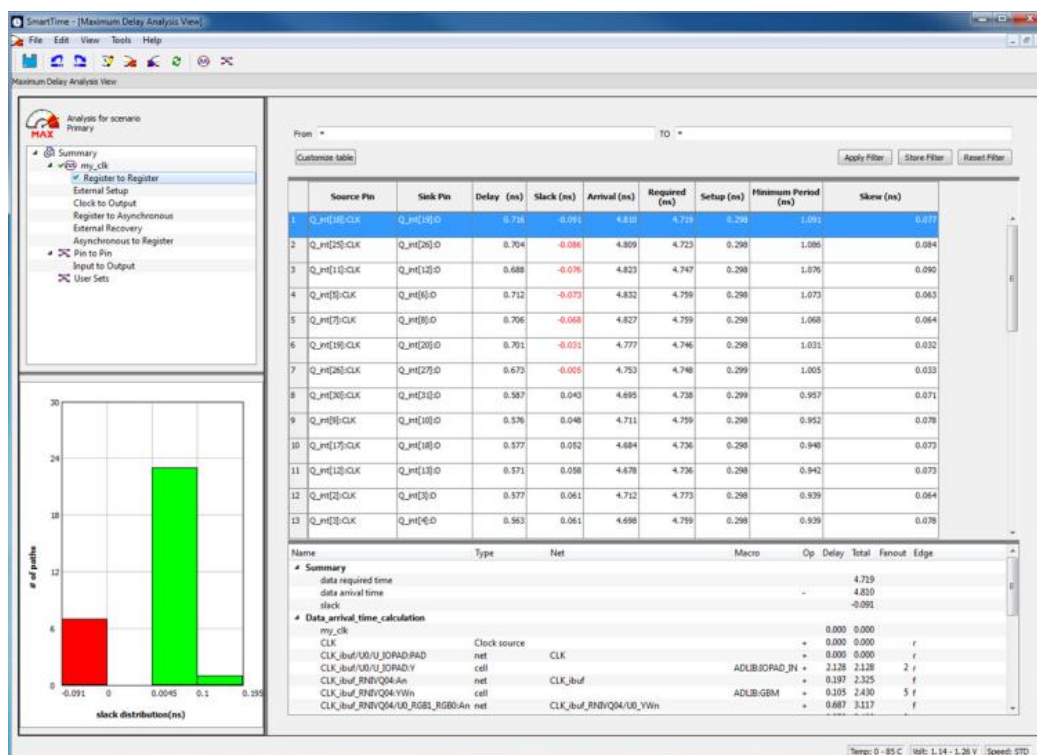 SmartTime - [Maximum Delay Analysis View]
File Edit View Tools Help
Maximum Delay Analysis View
MAX
Analysis for scenario
Primary
Summary
my_clk
Register to Register
External Setup
Clock to Output
Register to Asynchronous
External Recovery
Asynchronous to Register
Pin to Pin
Input to Output
User Sets
From * TO *
Customize table Apply Filter Store Filter Reset Filter
Source Pin Sink Pin Delay (ns) Slack (ns) Arrival (ns) Required (ns) Setup (ns) Minimum Period (ns) Skew (ns)
1 Q_int[18]:CLK Q_int[19]:D 0.716 -0.091 4.810 4.719 0.298 1.091 0.077
2 Q_int[25]:CLK Q_int[26]:D 0.704 -0.086 4.809 4.723 0.298 1.086 0.084
3 Q_int[11]:CLK Q_int[12]:D 0.688 -0.076 4.823 4.747 0.298 1.076 0.090
4 Q_int[5]:CLK Q_int[6]:D 0.712 -0.073 4.832 4.759 0.298 1.073 0.063
5 Q_int[7]:CLK Q_int[8]:D 0.706 -0.068 4.827 4.759 0.298 1.068 0.064
6 Q_int[19]:CLK Q_int[20]:D 0.701 -0.031 4.777 4.746 0.298 1.031 0.032
7 Q_int[26]:CLK Q_int[27]:D 0.673 -0.005 4.753 4.748 0.299 1.005 0.033
8 Q_int[30]:CLK Q_int[31]:D 0.587 0.043 4.695 4.738 0.299 0.957 0.071
9 Q_int[9]:CLK Q_int[10]:D 0.576 0.048 4.711 4.759 0.298 0.952 0.078
10 Q_int[17]:CLK Q_int[18]:D 0.577 0.052 4.684 4.736 0.298 0.948 0.073
11 Q_int[12]:CLK Q_int[13]:D 0.571 0.058 4.678 4.736 0.298 0.942 0.073
12 Q_int[2]:CLK Q_int[3]:D 0.577 0.061 4.712 4.773 0.298 0.939 0.064
13 Q_int[3]:CLK Q_int[4]:D 0.563 0.061 4.698 4.759 0.298 0.939 0.078
30
24
18
12
6
0
# of paths
-0.091 0 0.0045 0.1 0.195
slack distribution(ns)
Name Type Net Macro Op Delay Total Fanout Edge
Summary
data required time 4.719
data arrival time - 4.810
slack -0.091
Data_arrival_time_calculation
my_clk 0.000 0.000
CLK Clock source + 0.000 0.000 r
CLK_ibuf/U0/U_IOPAD:PAD net CLK + 0.000 0.000 r
CLK_ibuf/U0/U_IOPAD:Y cell ADLIB:IOPAD_IN + 2.128 2.128 2 r
CLK_ibuf_RNIVQ04:An net CLK_ibuf + 0.197 2.325 f
CLK_ibuf_RNIVQ04:YWn cell ADLIB:GBM + 0.105 2.430 5 f
CLK_ibuf_RNIVQ04/U0_RGB1_RGB0:An net CLK_ibuf_RNIVQ04/U0_YWn + 0.687 3.117 f
Temp: 0 - 85 C Volt: 1.14 - 1.26 V Speed: STD